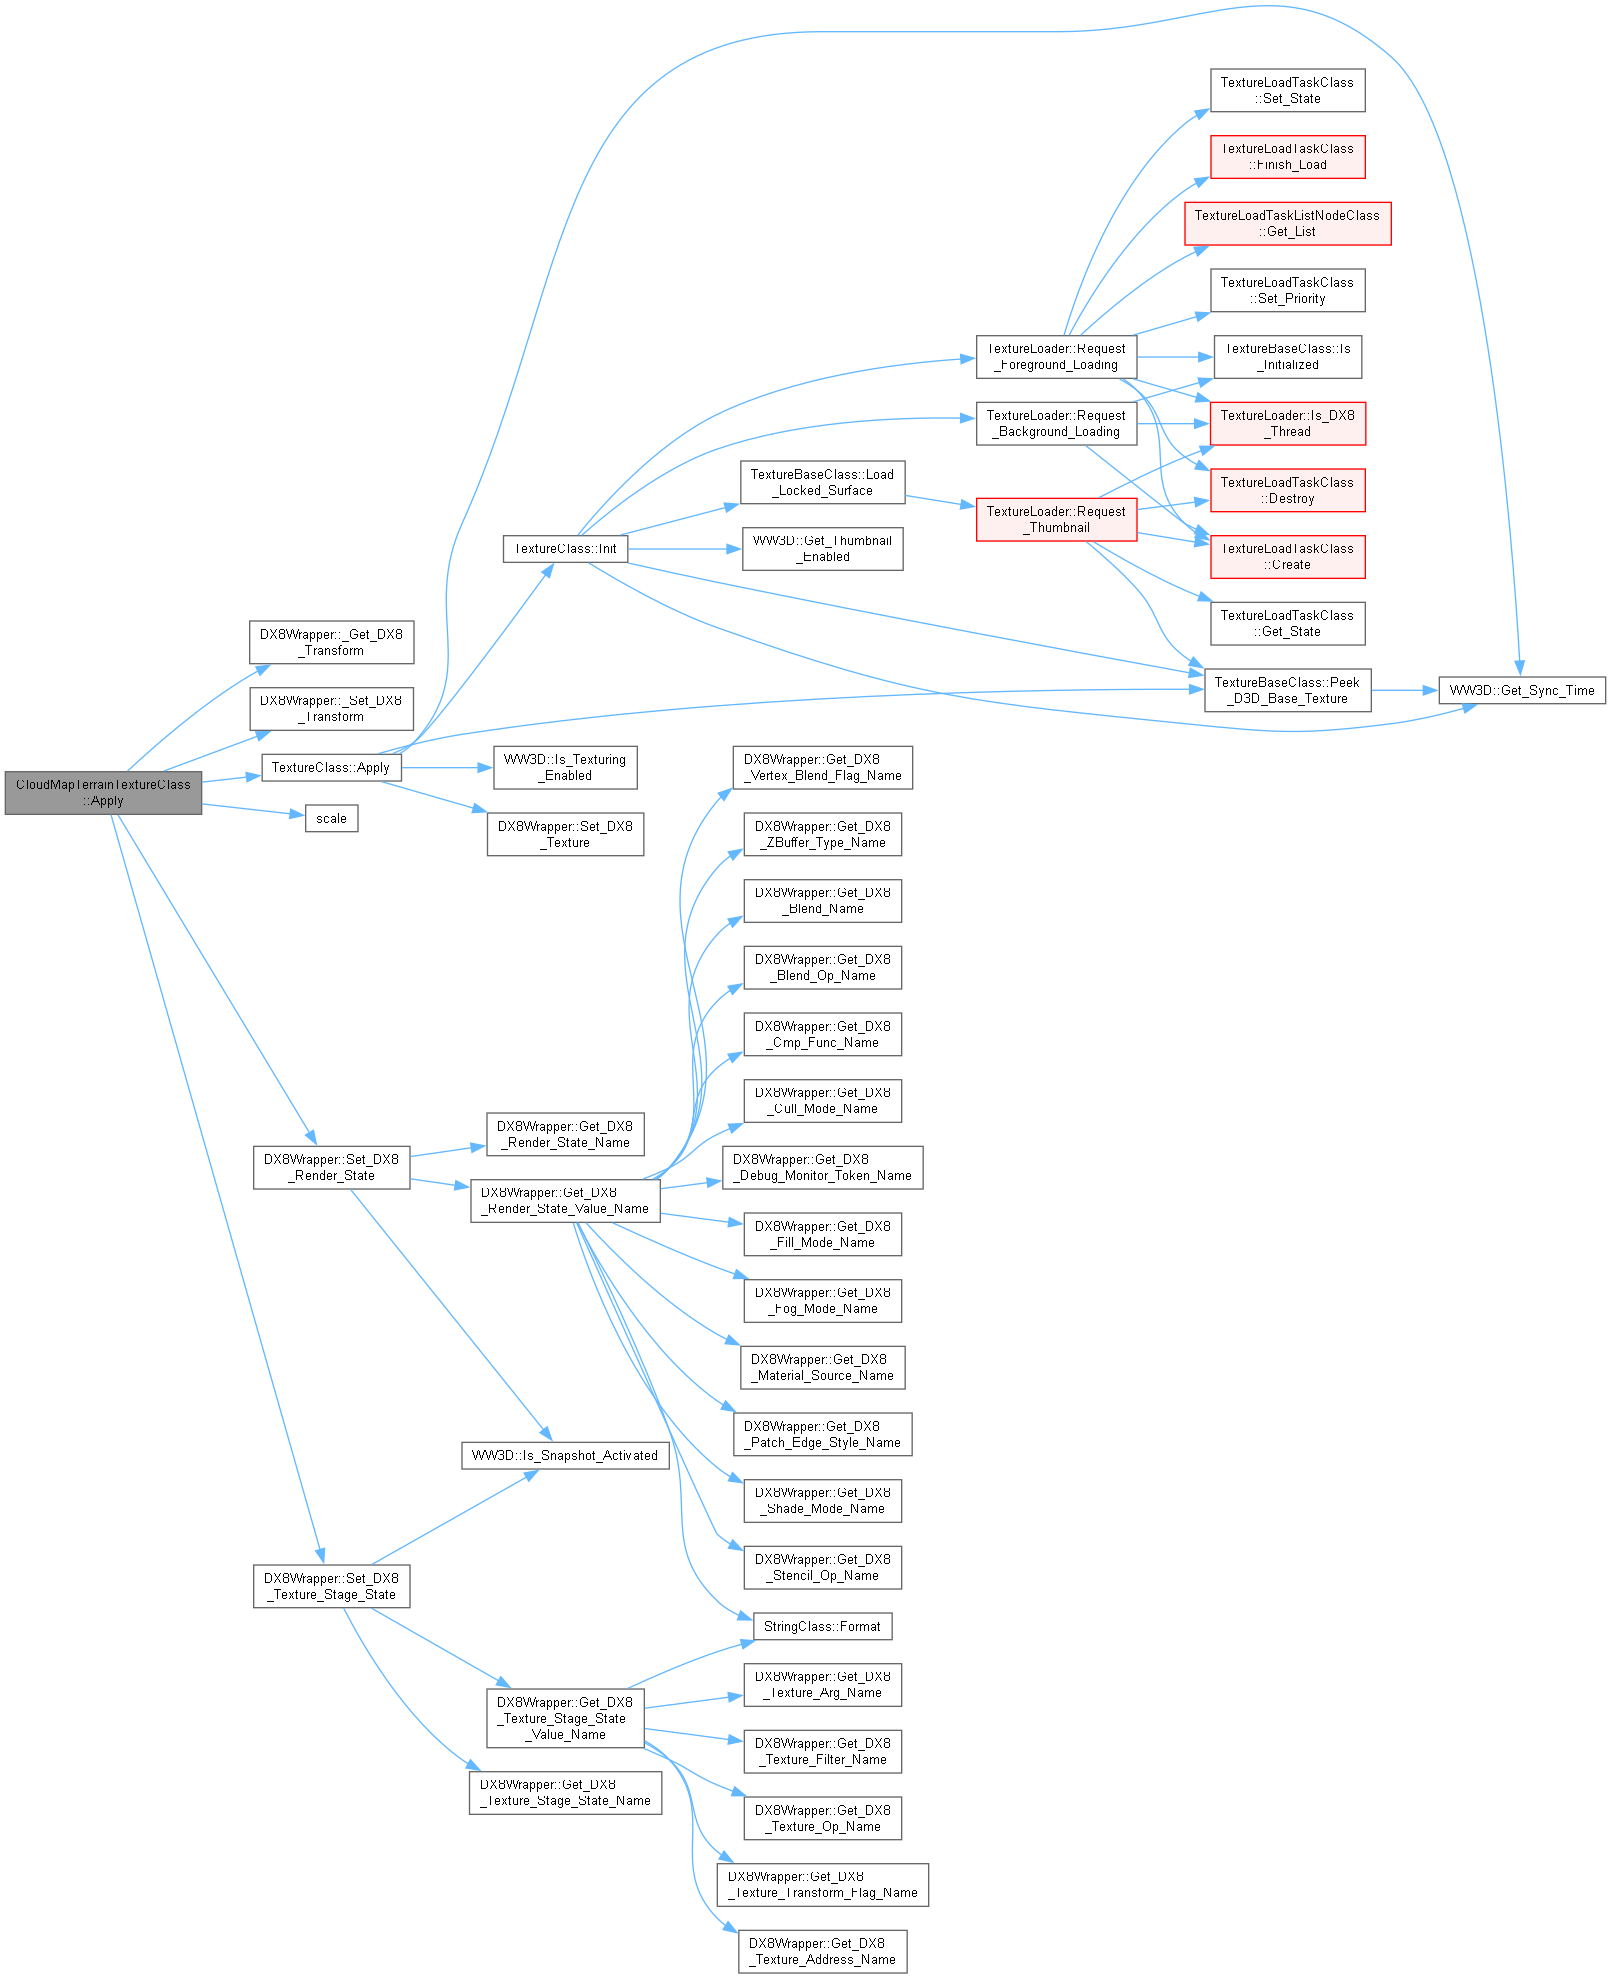 CloudMapTerrainTextureClass
::Apply
DX8Wrapper::_Get_DX8
_Transform
DX8Wrapper::_Set_DX8
_Transform
TextureClass::Apply
scale
DX8Wrapper::Set_DX8
_Render_State
DX8Wrapper::Set_DX8
_Texture_Stage_State
TextureClass::Init
WW3D::Is_Texturing
_Enabled
DX8Wrapper::Set_DX8
_Texture
DX8Wrapper::Get_DX8
_Render_State_Name
DX8Wrapper::Get_DX8
_Render_State_Value_Name
WW3D::Is_Snapshot_Activated
DX8Wrapper::Get_DX8
_Texture_Stage_State
_Value_Name
DX8Wrapper::Get_DX8
_Texture_Stage_State_Name
TextureBaseClass::Load
_Locked_Surface
WW3D::Get_Thumbnail
_Enabled
DX8Wrapper::Get_DX8
_Vertex_Blend_Flag_Name
DX8Wrapper::Get_DX8
_ZBuffer_Type_Name
DX8Wrapper::Get_DX8
_Blend_Name
DX8Wrapper::Get_DX8
_Blend_Op_Name
DX8Wrapper::Get_DX8
_Cmp_Func_Name
DX8Wrapper::Get_DX8
_Cull_Mode_Name
DX8Wrapper::Get_DX8
_Debug_Monitor_Token_Name
DX8Wrapper::Get_DX8
_Fill_Mode_Name
DX8Wrapper::Get_DX8
_Fog_Mode_Name
DX8Wrapper::Get_DX8
_Material_Source_Name
DX8Wrapper::Get_DX8
_Patch_Edge_Style_Name
DX8Wrapper::Get_DX8
_Shade_Mode_Name
DX8Wrapper::Get_DX8
_Stencil_Op_Name
StringClass::Format
DX8Wrapper::Get_DX8
_Texture_Arg_Name
DX8Wrapper::Get_DX8
_Texture_Filter_Name
DX8Wrapper::Get_DX8
_Texture_Op_Name
DX8Wrapper::Get_DX8
_Texture_Transform_Flag_Name
DX8Wrapper::Get_DX8
_Texture_Address_Name
TextureLoader::Request
_Foreground_Loading
TextureLoader::Request
_Background_Loading
TextureLoader::Request
_Thumbnail
TextureLoadTaskClass
::Set_State
TextureLoadTaskClass
::Finish_Load
TextureLoadTaskListNodeClass
::Get_List
TextureLoadTaskClass
::Set_Priority
TextureBaseClass::Is
_Initialized
TextureLoader::Is_DX8
_Thread
TextureLoadTaskClass
::Destroy
TextureLoadTaskClass
::Create
TextureLoadTaskClass
::Get_State
TextureBaseClass::Peek
_D3D_Base_Texture
WW3D::Get_Sync_Time